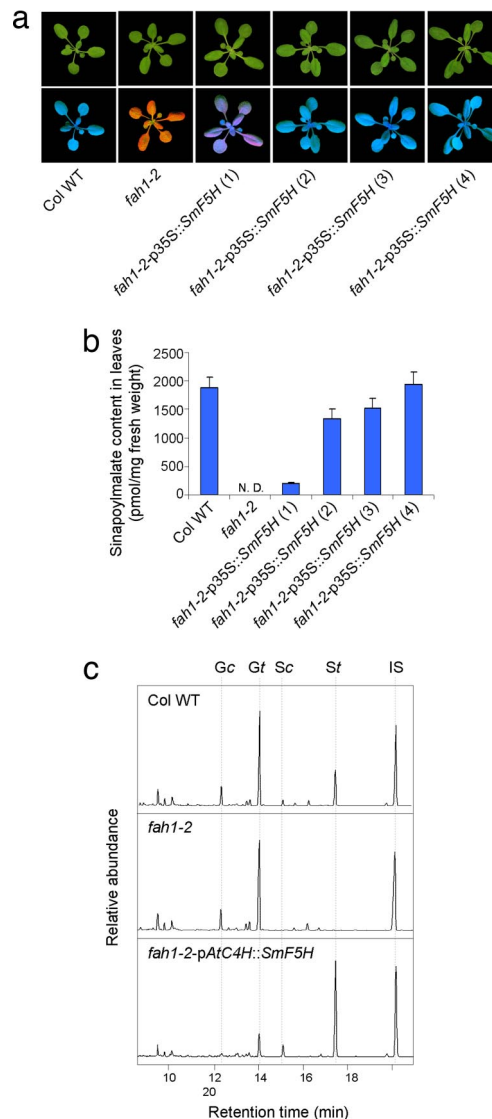 a
Col WT
fah1-2
fah1-2-p35S::SmF5H (1)
fah1-2-p35S::SmF5H (2)
fah1-2-p35S::SmF5H (3)
fah1-2-p35S::SmF5H (4)
b
Sinapoylmalate content in leaves
(pmol/mg fresh weight)
2500
2000
1500
1000
500
0
N. D.
Col WT
fah1-2
fah1-2-p35S::SmF5H (1)
fah1-2-p35S::SmF5H (2)
fah1-2-p35S::SmF5H (3)
fah1-2-p35S::SmF5H (4)
c
Gc Gt Sc St IS
Col WT
fah1-2
fah1-2-pAtC4H::SmF5H
Relative abundance
10 12 14 16 18
20
Retention time (min)